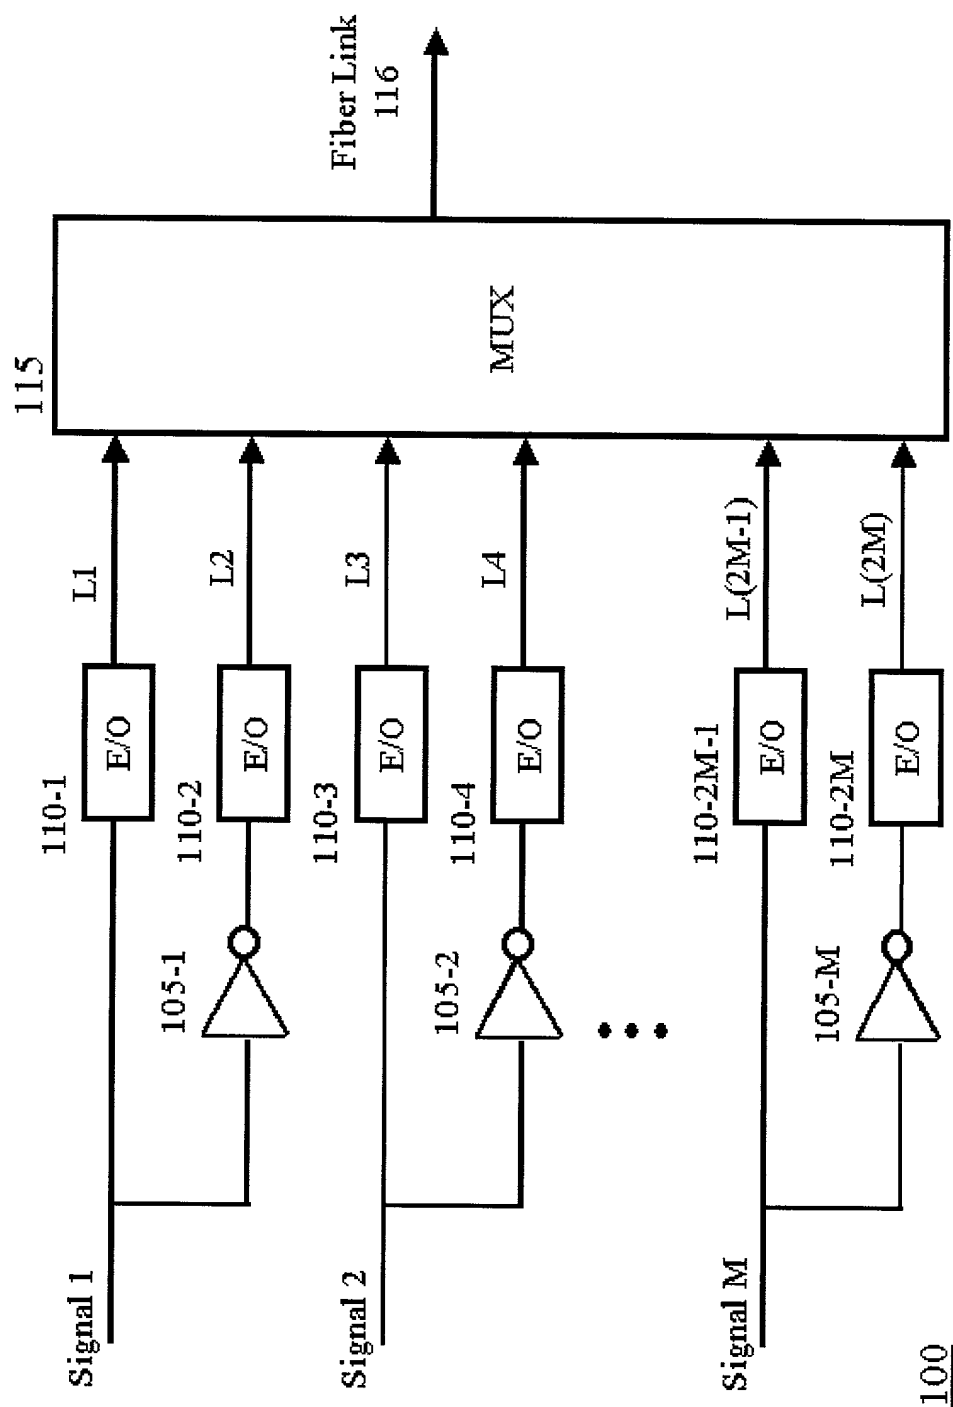 115
Fiber Link
116
MUX
Signal 1
110-1
E/O
L1
105-1
110-2
E/O
L2
Signal 2
110-3
E/O
L3
105-2
110-4
E/O
L4
Signal M
110-2M-1
E/O
L(2M-1)
105-M
110-2M
E/O
L(2M)
100